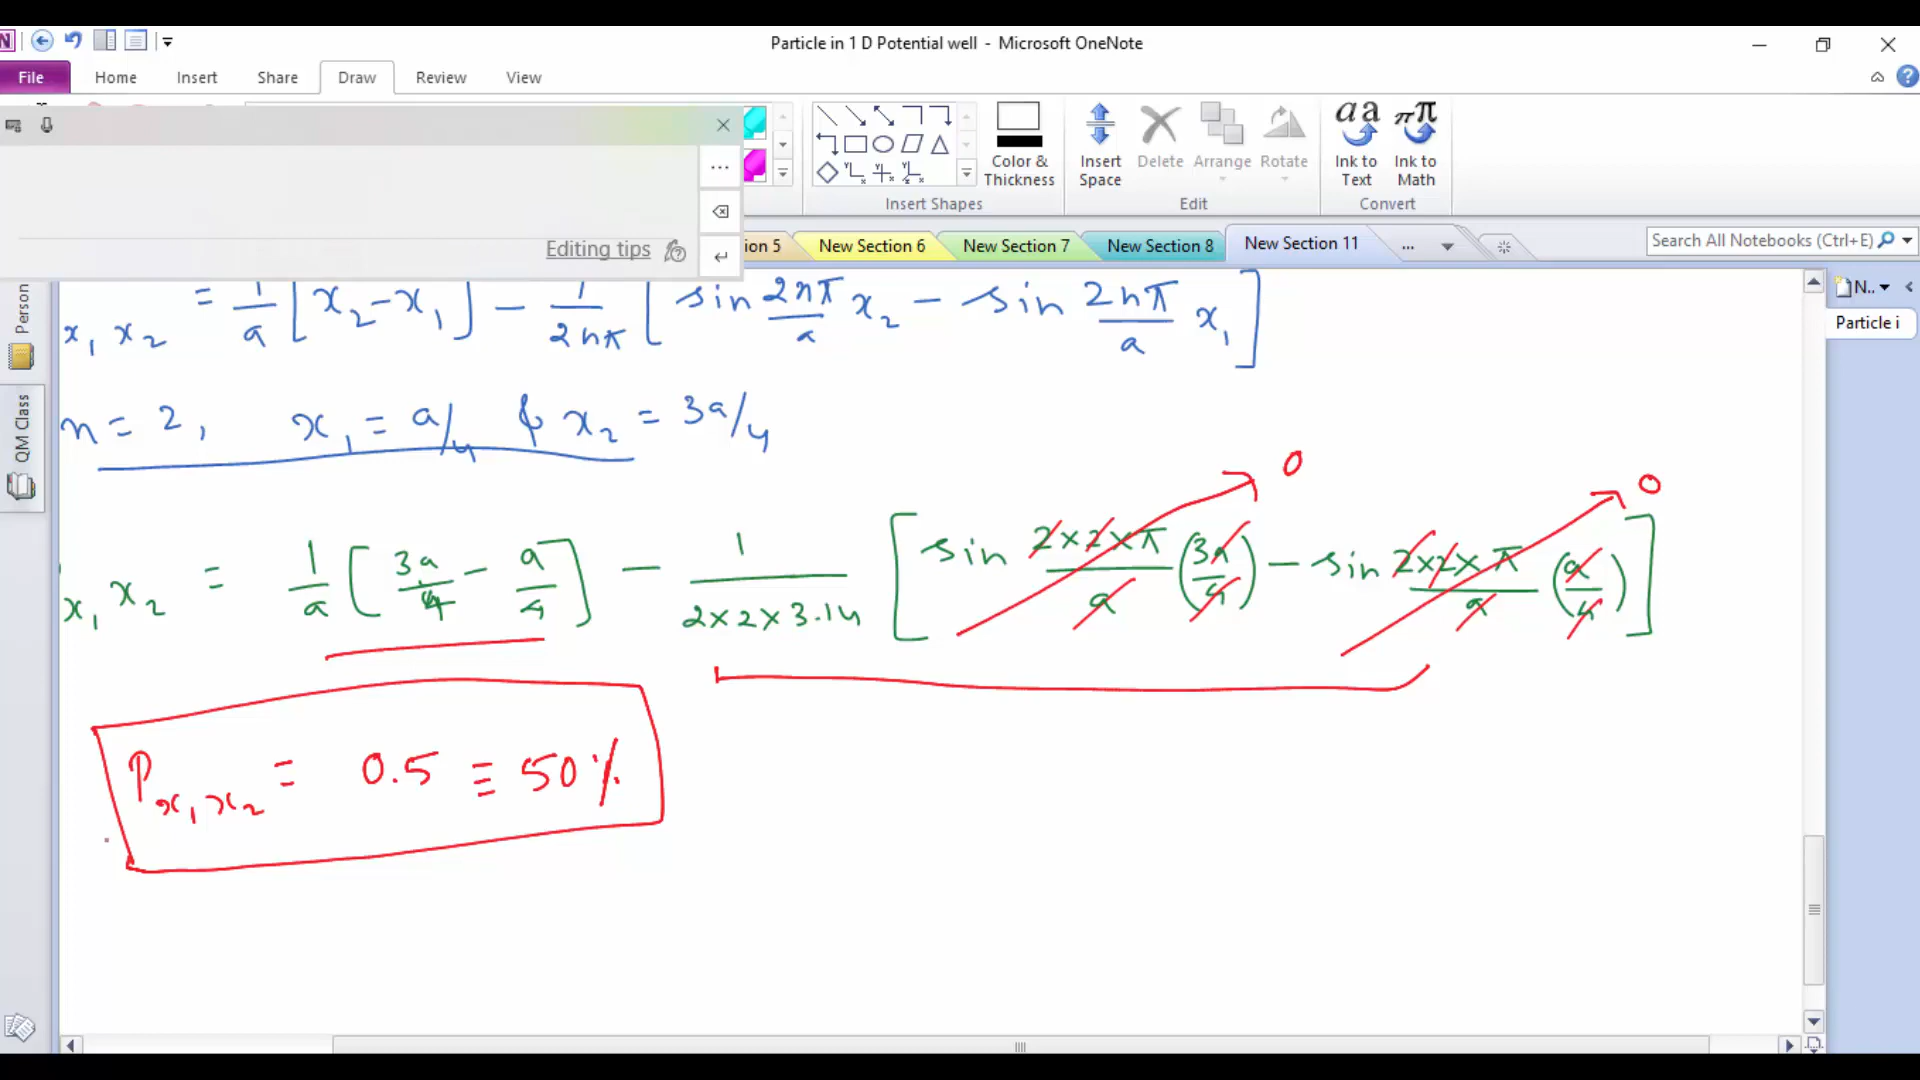 Particle in 1 D Potential well - Microsoft OneNote
File Home Insert Share Draw Review View
Color & Thickness
Insert Space
Delete
Arrange
Rotate
Ink to Text
Ink to Math
Insert Shapes
Edit
Convert
Editing tips
ion 5 New Section 6 New Section 7 New Section 8 New Section 11 ...
Search All Notebooks (Ctrl+E)
N..
Particle i
Person
QM Class
x₁ x₂ = 1/a [x₂-x₁] - 1/2nπ [sin 2nπ/a x₂ - sin 2nπ/a x₁]
n = 2, x₁ = a/4 & x₂ = 3a/4
0 0
x₁ x₂ = 1/a [3a/4 - a/4] - 1/2×2×3.14 [sin 2×2×π/a (3a/4) - sin 2×2×π/a (a/4)]
P x₁x₂ = 0.5 ≡ 50%